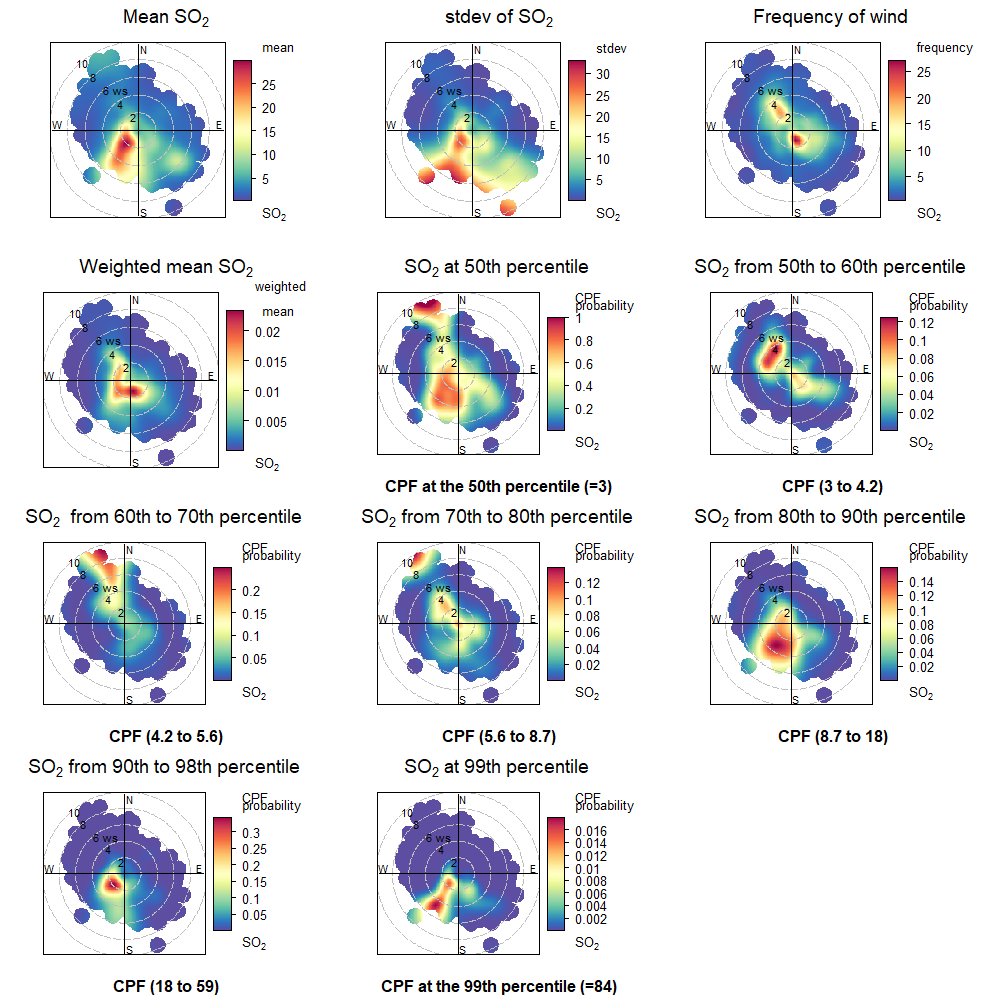 Mean SO2
mean
N
10
8
6 ws
4
2
W
E
S
25
20
15
10
5
SO2
stdev of SO2
stdev
N
10
8
6 ws
4
2
W
E
S
30
25
20
15
10
5
SO2
Frequency of wind
frequency
N
10
8
6 ws
4
2
W
E
S
25
20
15
10
5
SO2
Weighted mean SO2
weighted
mean
N
10
8
6 ws
4
2
W
E
S
0.02
0.015
0.01
0.005
SO2
SO2 at 50th percentile
CPF
probability
N
10
8
6 ws
4
2
W
E
S
1
0.8
0.6
0.4
0.2
SO2
CPF at the 50th percentile (=3)
SO2 from 50th to 60th percentile
CPF
probability
N
10
8
6 ws
4
2
W
E
S
0.12
0.1
0.08
0.06
0.04
0.02
SO2
CPF (3 to 4.2)
SO2 from 60th to 70th percentile
CPF
probability
N
10
8
6 ws
4
2
W
E
S
0.2
0.15
0.1
0.05
SO2
CPF (4.2 to 5.6)
SO2 from 70th to 80th percentile
CPF
probability
N
10
8
6 ws
4
2
W
E
S
0.12
0.1
0.08
0.06
0.04
0.02
SO2
CPF (5.6 to 8.7)
SO2 from 80th to 90th percentile
CPF
probability
N
10
8
6 ws
4
2
W
E
S
0.14
0.12
0.1
0.08
0.06
0.04
0.02
SO2
CPF (8.7 to 18)
SO2 from 90th to 98th percentile
CPF
probability
N
10
8
6 ws
4
2
W
E
S
0.3
0.25
0.2
0.15
0.1
0.05
SO2
CPF (18 to 59)
SO2 at 99th percentile
CPF
probability
N
10
8
6 ws
4
2
W
E
S
0.016
0.014
0.012
0.01
0.008
0.006
0.004
0.002
SO2
CPF at the 99th percentile (=84)